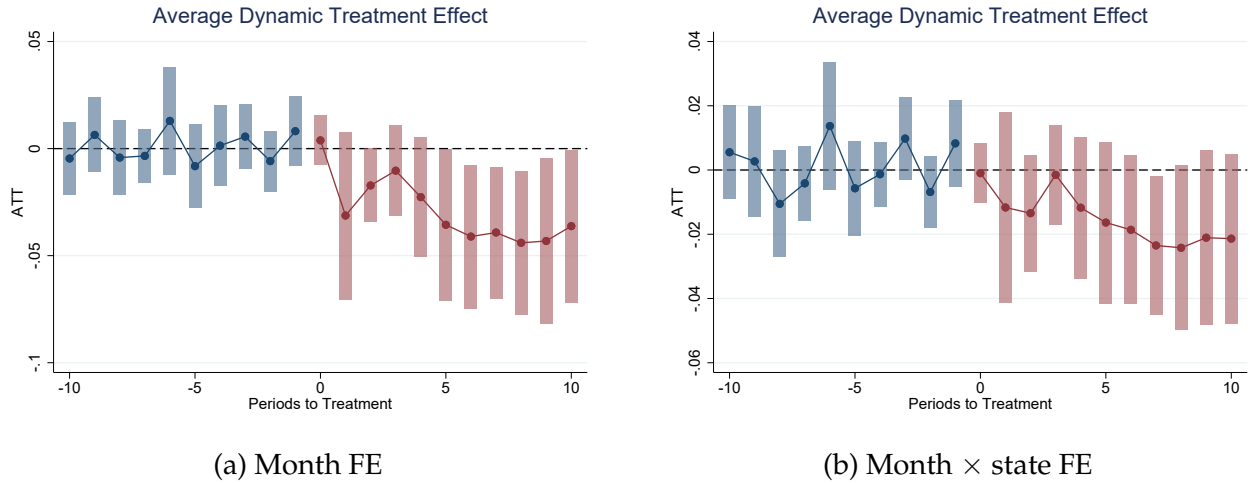 Average Dynamic Treatment Effect
.05
0
-.05
-.1
ATT
-10
-5
0
5
10
Periods to Treatment
(a) Month FE
Average Dynamic Treatment Effect
.04
.02
0
-.02
-.04
-.06
ATT
-10
-5
0
5
10
Periods to Treatment
(b) Month × state FE